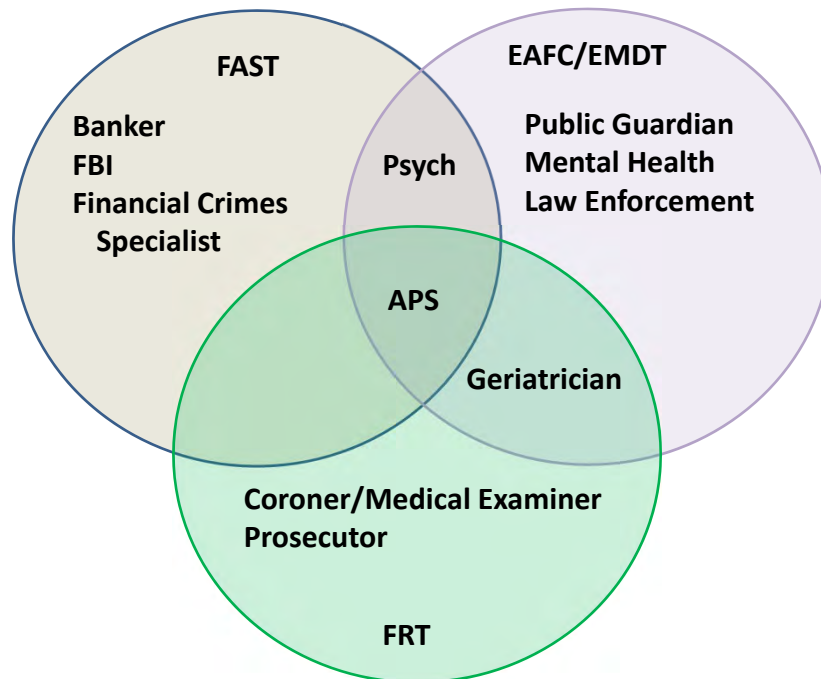 FAST
Banker
FBI
Financial Crimes
Specialist
Psych
EAFC/EMDT
Public Guardian
Mental Health
Law Enforcement
APS
Geriatrician
Coroner/Medical Examiner
Prosecutor
FRT